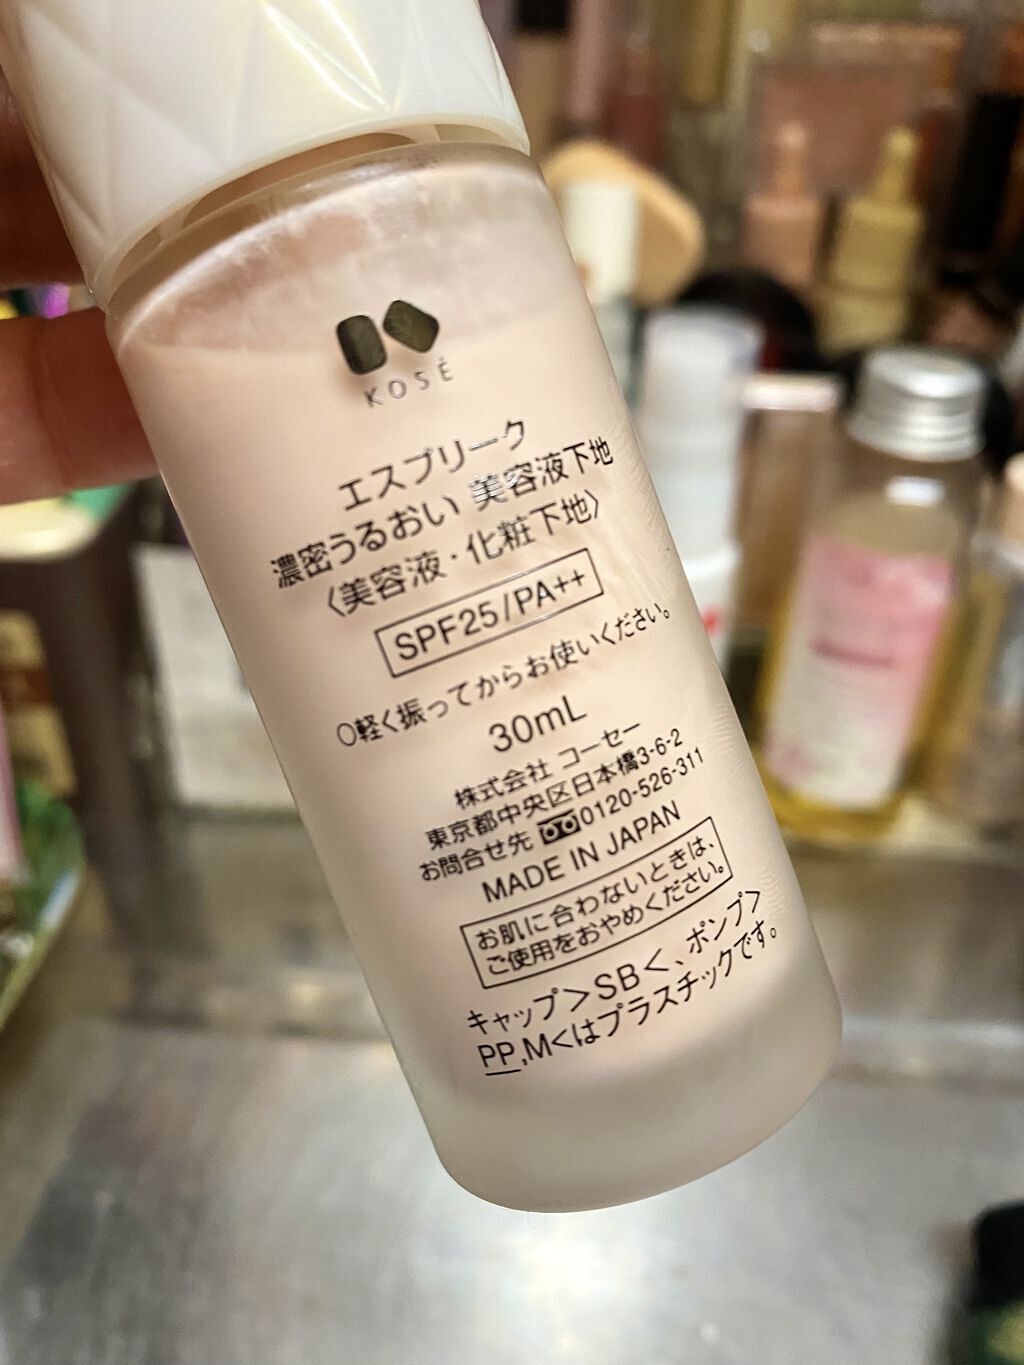 KOSÉ
エスプリーク
濃密うるおい 美容液下地
〈美容液・化粧下地〉
SPF25/PA++
○軽く振ってからお使いください。
30mL
株式会社 コーセー
東京都中央区日本橋3-6-2
お問合せ先 0120-526-311
MADE IN JAPAN
お肌に合わないときは、
ご使用をおやめください。
キャップ＞SB＜、ポンプ＞
PP,M＜はプラスチックです。